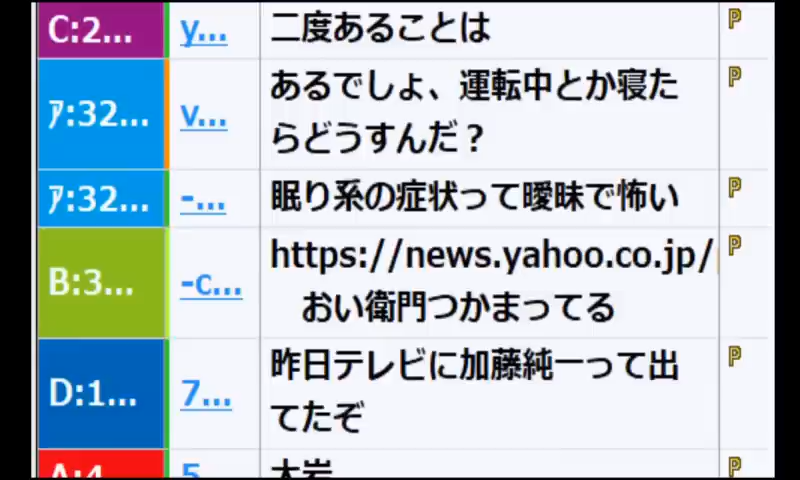 C:2... y... 二度あることは P
ｱ:32... v... あるでしょ、運転中とか寝た P
らどうすんだ？
ｱ:32... -... 眠り系の症状って曖昧で怖い P
B:3... -c... https://news.yahoo.co.jp/ P
おい衛門つかまってる
D:1... 7... 昨日テレビに加藤純一って出 P
てたぞ
A:4 5 大岩 P